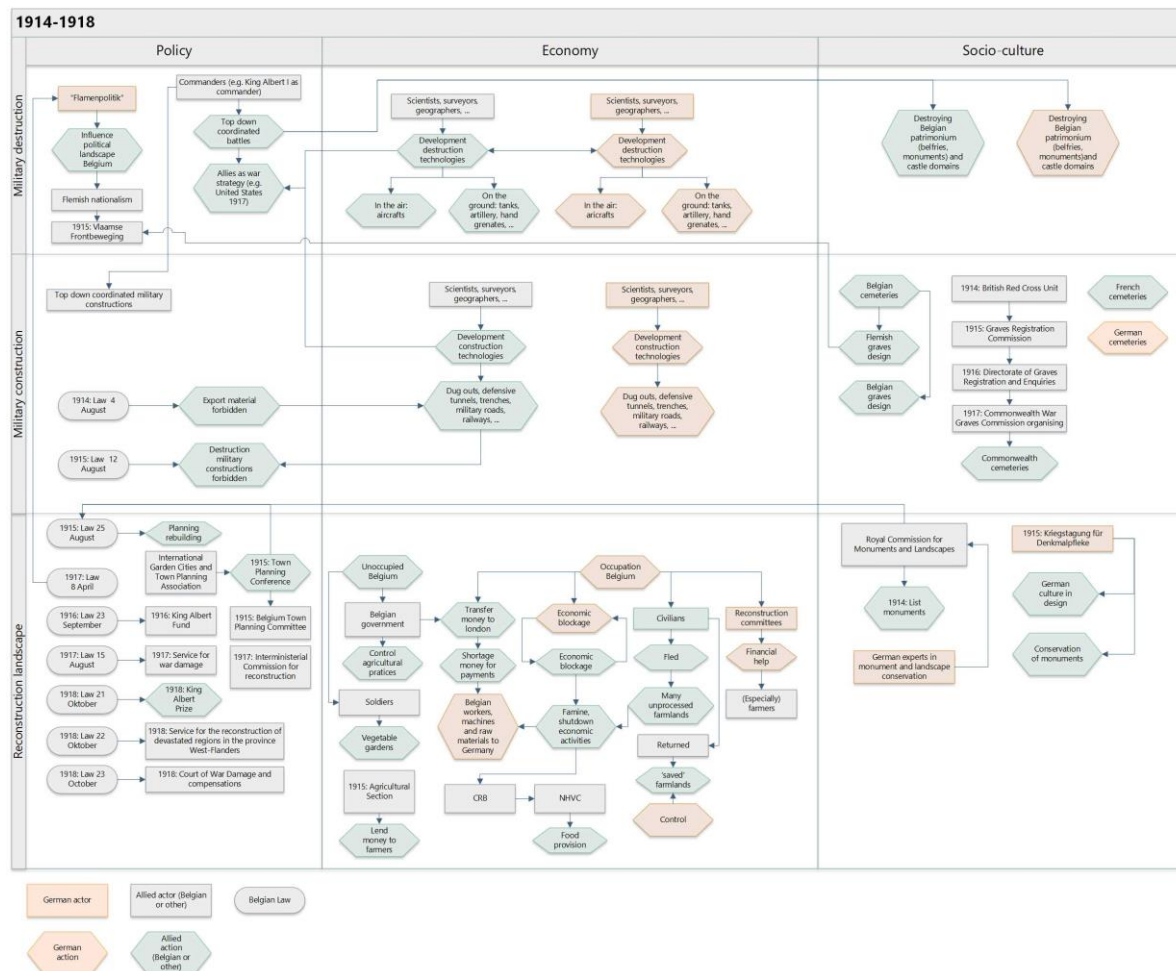 1914-1918
Policy
Economy
Socio-culture
Military destruction
"Flamenpolitik"
Influence
political
landscape
Belgium
Flemish nationalism
1915: Vlaamse
Frontbeweging
Commanders (e.g. King Albert I as
commander)
Top down
coordinated
battles
Allies as war
strategy (e.g.
United States
1917)
Scientists, surveyors,
geographers, ...
Development
destruction
technologies
In the air:
aircrafts
On the
ground: tanks,
artillery, hand
grenates, ...
Scientists, surveyors,
geographers, ...
Development
destruction
technologies
In the air:
aricrafts
On the
ground: tanks,
artillery, hand
grenates, ...
Destroying
Belgian
patrimonium
(belfries,
monuments) and
castle domains
Destroying
Belgian
patrimonium
(belfries,
monuments)and
castle domains
Military construction
Top down coordinated military
constructions
1914: Law 4
August
Export material
forbidden
1915: Law 12
August
Destruction
military
constructions
forbidden
Scientists, surveyors,
geographers, ...
Development
construction
technologies
Dug outs, defensive
tunnels, trenches,
military roads,
railways, ...
Scientists, surveyors,
geographers, ...
Development
construction
technologies
Dug outs, defensive
tunnels, trenches,
military roads,
railways, ...
Belgian
cemeteries
Flemish
graves
design
Belgian
graves
design
1914: British Red Cross Unit
1915: Graves Registration
Commission
1916: Directorate of Graves
Registration and Enquiries
1917: Commonwealth War
Graves Commission organising
Commonwealth
cemeteries
French
cemeteries
German
cemeteries
Reconstruction landscape
1915: Law 25
August
Planning
rebuilding
International
Garden Cities and
Town Planning
Association
1915: Town
Planning
Conference
1917: Law
8 April
1916: Law 23
September
1916: King Albert
Fund
1915: Belgium Town
Planning Committee
1917: Law 15
August
1917: Service for
war damage
1917: Interministerial
Commission for
reconstruction
1918: Law 21
Oktober
1918: King
Albert
Prize
1918: Law 22
Oktober
1918: Service for the reconstruction of
devastated regions in the province
West-Flanders
1918: Law 23
October
1918: Court of War Damage and
compensations
Unoccupied
Belgium
Belgian
government
Control
agricultural
pratices
Soldiers
Vegetable
gardens
1915: Agricultural
Section
Lend
money to
farmers
Occupation
Belgium
Transfer
money to
london
Shortage
money for
payments
Belgian
workers,
machines
and raw
materials to
Germany
Economic
blockage
Economic
blockage
Famine,
shutdown
economic
activities
CRB
NHVC
Food
provision
Civilians
Fled
Many
unprocessed
farmlands
Returned
'saved'
farmlands
Control
Reconstruction
committees
Financial
help
(Especially)
farmers
Royal Commission for
Monuments and Landscapes
1914: List
monuments
German experts in
monument and landscape
conservation
1915: Kriegstagung für
Denkmalpfleke
German
culture in
design
Conservation
of monuments
German actor
Allied actor (Belgian
or other)
Belgian Law
German
action
Allied
action
(Belgian or
other)